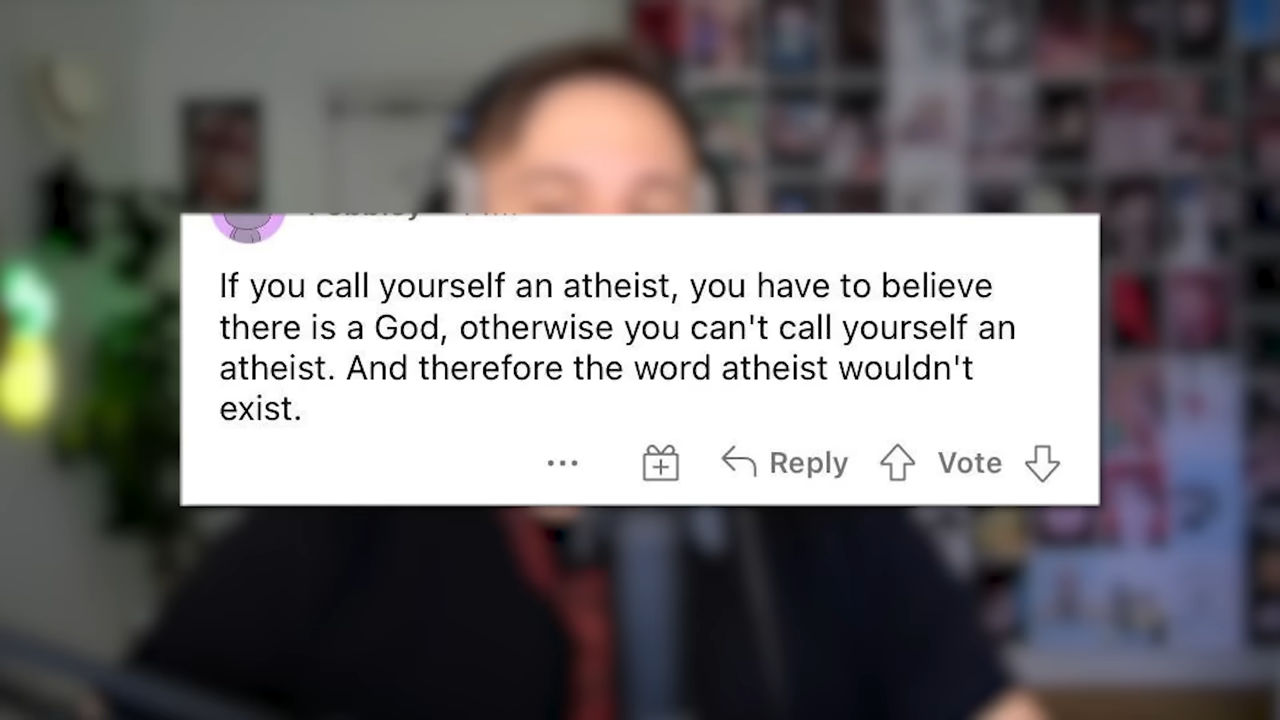 If you call yourself an atheist, you have to believe
there is a God, otherwise you can't call yourself an
atheist. And therefore the word atheist wouldn't
exist.
Reply Vote